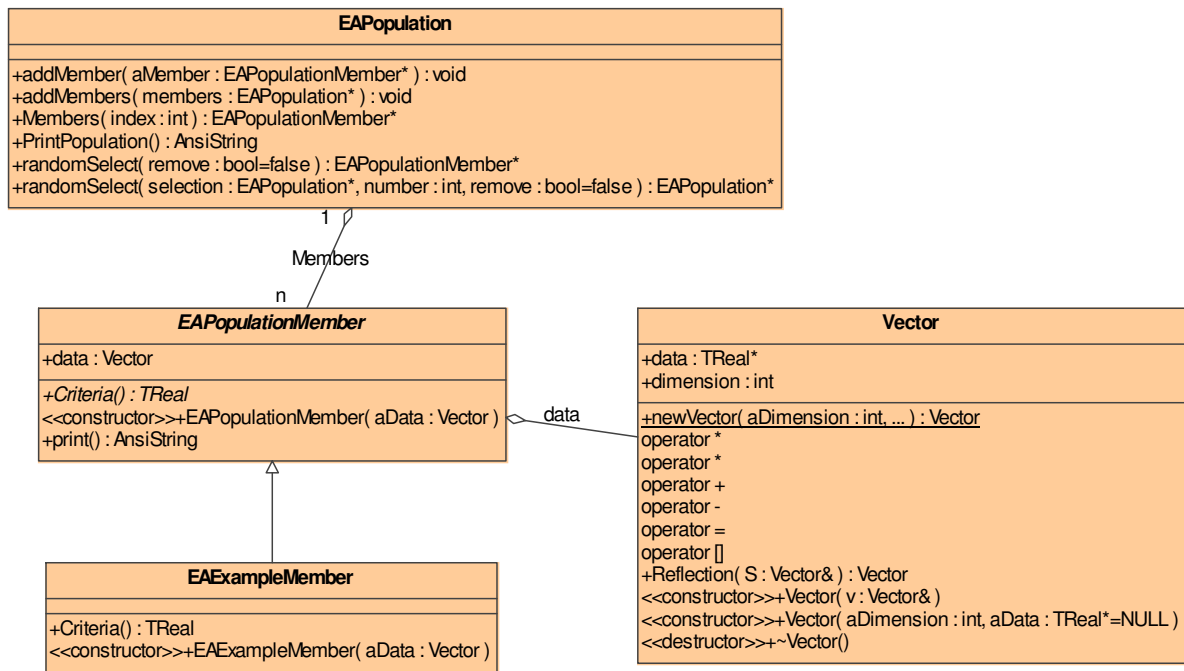 EAPopulation
+addMember( aMember : EAPopulationMember* ) : void
+addMembers( members : EAPopulation* ) : void
+Members( index : int ) : EAPopulationMember*
+PrintPopulation() : AnsiString
+randomSelect( remove : bool=false ) : EAPopulationMember*
+randomSelect( selection : EAPopulation*, number : int, remove : bool=false ) : EAPopulation*
1
Members
n
EAPopulationMember
+data : Vector
+Criteria() : TReal
<<constructor>>+EAPopulationMember( aData : Vector )
+print() : AnsiString
data
Vector
+data : TReal*
+dimension : int
+newVector( aDimension : int, ... ) : Vector
operator *
operator *
operator +
operator -
operator =
operator []
+Reflection( S : Vector& ) : Vector
<<constructor>>+Vector( v : Vector& )
<<constructor>>+Vector( aDimension : int, aData : TReal*=NULL )
<<destructor>>+~Vector()
EAExampleMember
+Criteria() : TReal
<<constructor>>+EAExampleMember( aData : Vector )